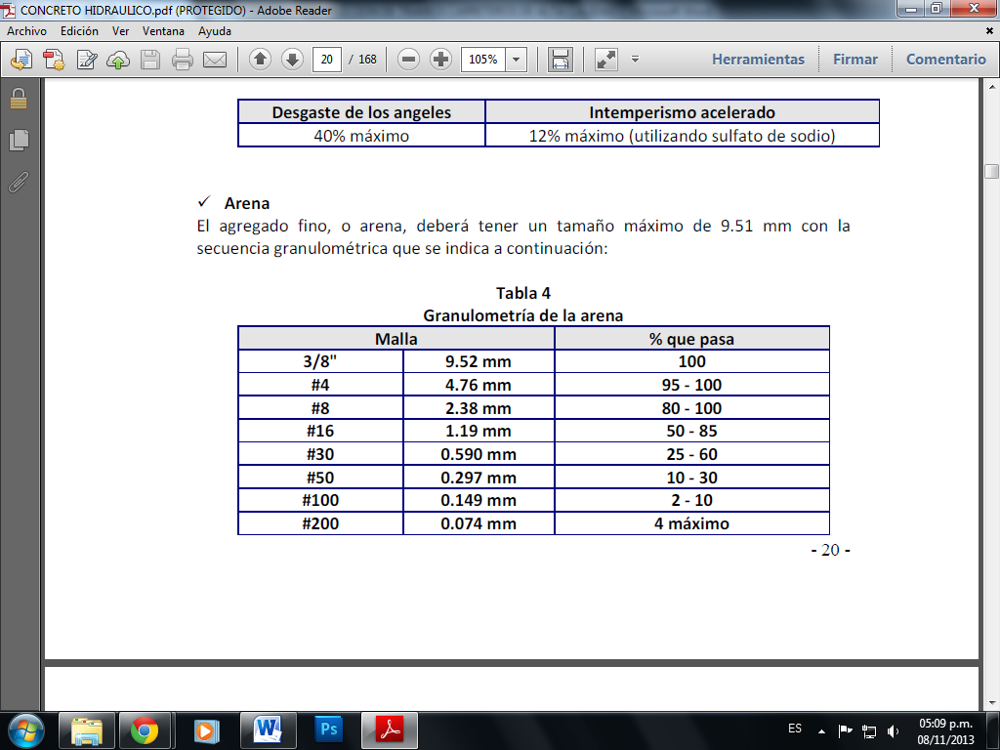 CONCRETO HIDRAULICO.pdf (PROTEGIDO) - Adobe Reader
Archivo Edición Ver Ventana Ayuda
20 / 168 105% Herramientas Firmar Comentario
Desgaste de los angeles Intemperismo acelerado
40% máximo 12% máximo (utilizando sulfato de sodio)
✓ Arena
El agregado fino, o arena, deberá tener un tamaño máximo de 9.51 mm con la
secuencia granulométrica que se indica a continuación:
Tabla 4
Granulometría de la arena
Malla % que pasa
3/8" 9.52 mm 100
#4 4.76 mm 95 - 100
#8 2.38 mm 80 - 100
#16 1.19 mm 50 - 85
#30 0.590 mm 25 - 60
#50 0.297 mm 10 - 30
#100 0.149 mm 2 - 10
#200 0.074 mm 4 máximo
- 20 -
W Ps ES 05:09 p.m.
08/11/2013